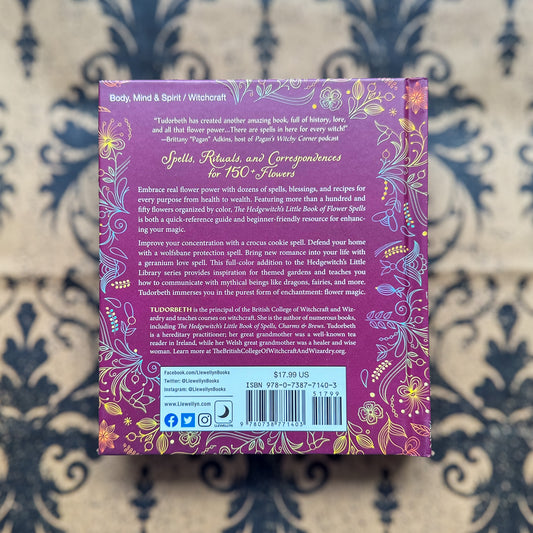 Body, Mind & Spirit / Witchcraft
"Tudorbeth has created another amazing book, full of history, lore,
and all that flower power...There are spells in here for every witch!"
—Brittany "Pagan" Adkins, host of Pagan's Witchy Corner podcast
Spells, Rituals, and Correspondences
for 150+ Flowers
Embrace real flower power with dozens of spells, blessings, and recipes for
every purpose from health to wealth. Featuring more than a hundred and
fifty flowers organized by color, The Hedgewitch's Little Book of Flower Spells
is both a quick-reference guide and beginner-friendly resource for enhanc-
ing your magic.
Improve your concentration with a crocus cookie spell. Defend your home
with a wolfsbane protection spell. Bring new romance into your life with
a geranium love spell. This full-color addition to the Hedgewitch's Little
Library series provides inspiration for themed gardens and teaches you
how to communicate with mythical beings like dragons, fairies, and more.
Tudorbeth immerses you in the purest form of enchantment: flower magic.
TUDORBETH is the principal of the British College of Witchcraft and Wiz-
ardry and teaches courses on witchcraft. She is the author of numerous books,
including The Hedgewitch's Little Book of Spells, Charms & Brews. Tudorbeth
is a hereditary practitioner; her great grandmother was a well-known tea
reader in Ireland, while her Welsh great grandmother was a healer and wise
woman. Learn more at TheBritishCollegeOfWitchcraftAndWizardry.org.
Facebook.com/LlewellynBooks
Twitter: @LlewellynBooks
Instagram: @LlewellynBooks
www.Llewellyn.com
LLEWELLYN
$17.99 US
ISBN 978-0-7387-7140-3
51799
9 780738 771403